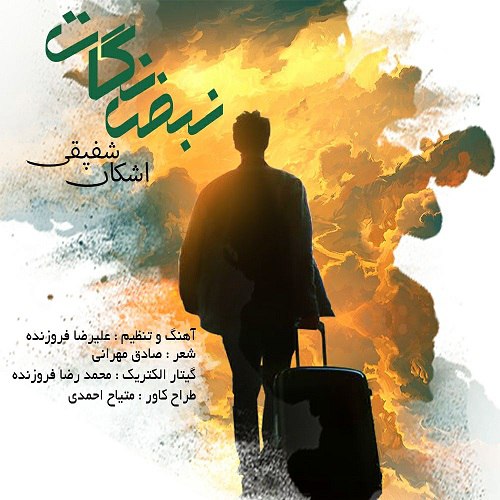 نبض نگات
اشکان شفیقی
آهنگ و تنظیم : علیرضا فروزنده
شعر : صادق مهرانی
گیتار الکتریک : محمد رضا فروزنده
طراح کاور : متیاح احمدی